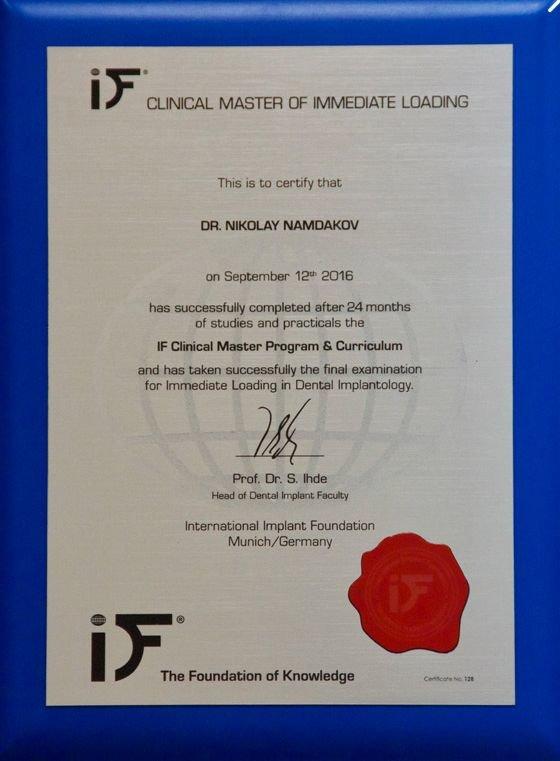 iF® CLINICAL MASTER OF IMMEDIATE LOADING
This is to certify that
DR. NIKOLAY NAMDAKOV
on September 12th 2016
has successfully completed after 24 months
of studies and practicals the
IF Clinical Master Program & Curriculum
and has taken successfully the final examination
for Immediate Loading in Dental Implantology.
Prof. Dr. S. Ihde
Head of Dental Implant Faculty
International Implant Foundation
Munich/Germany
iF
iF® The Foundation of Knowledge
Certificate No. 128